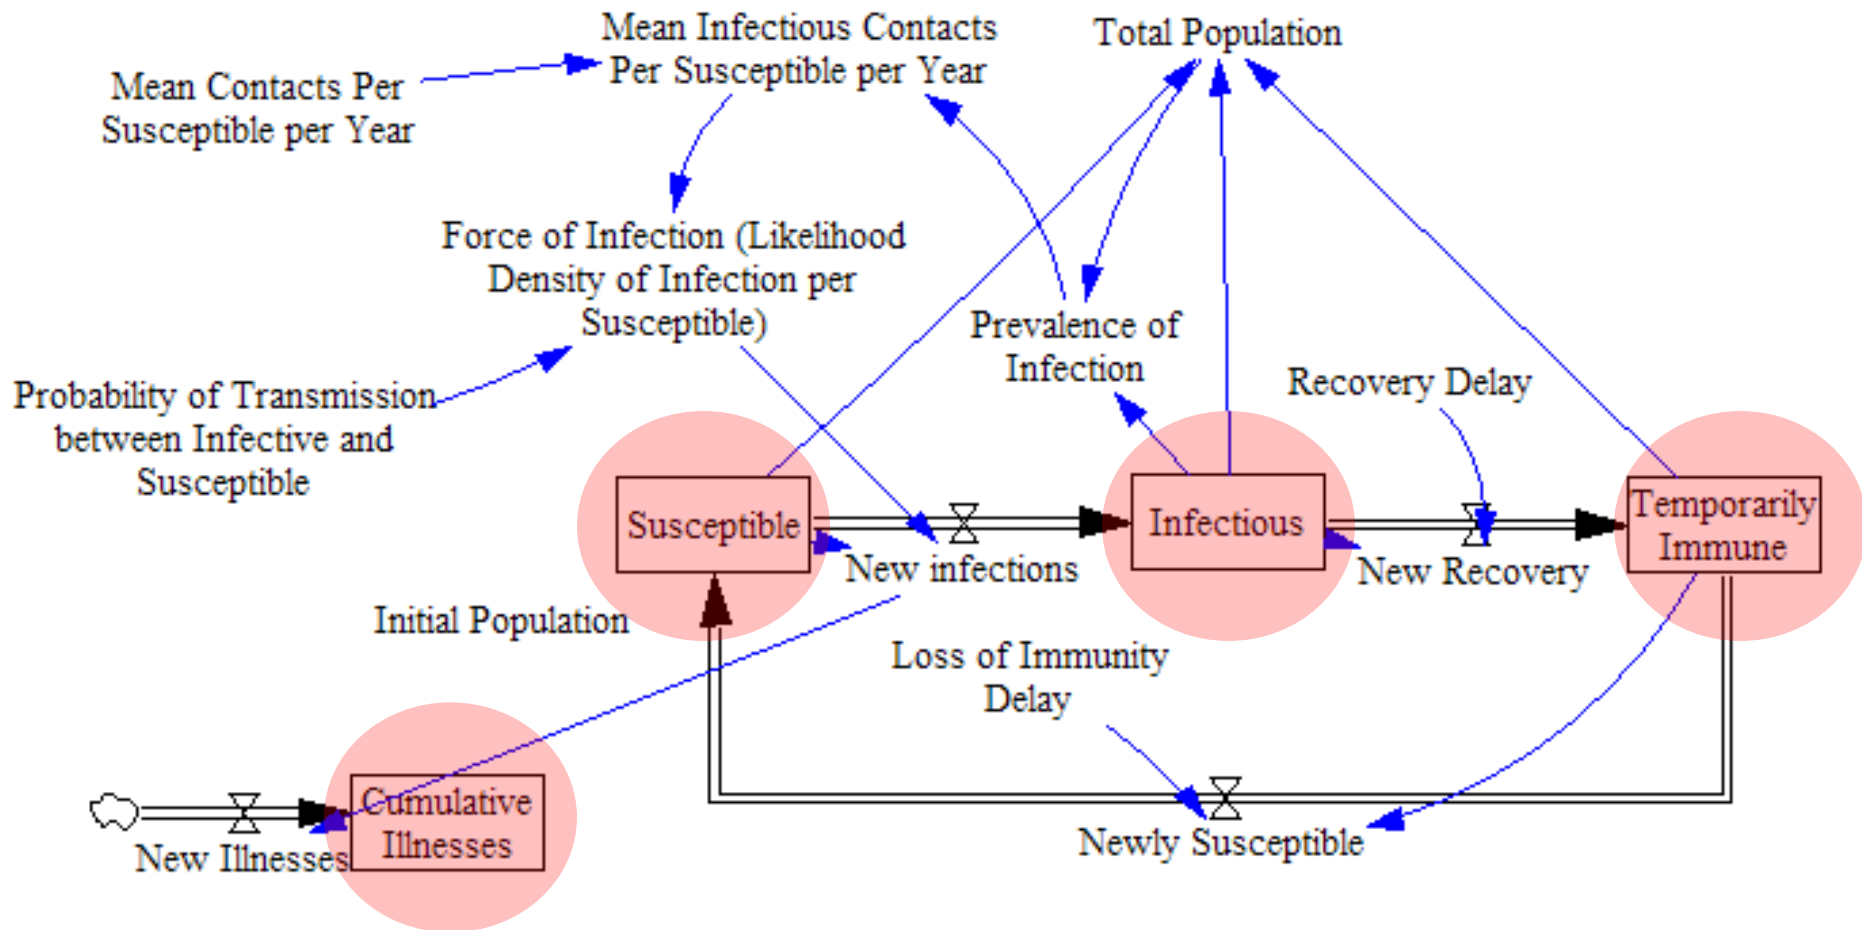 Mean Infectious Contacts
Per Susceptible per Year
Total Population
Mean Contacts Per
Susceptible per Year
Force of Infection (Likelihood
Density of Infection per
Susceptible)
Prevalence of
Infection
Recovery Delay
Probability of Transmission
between Infective and
Susceptible
Susceptible
Infectious
Temporarily
Immune
New infections
New Recovery
Initial Population
Loss of Immunity
Delay
Cumulative
Illnesses
New Illnesses
Newly Susceptible